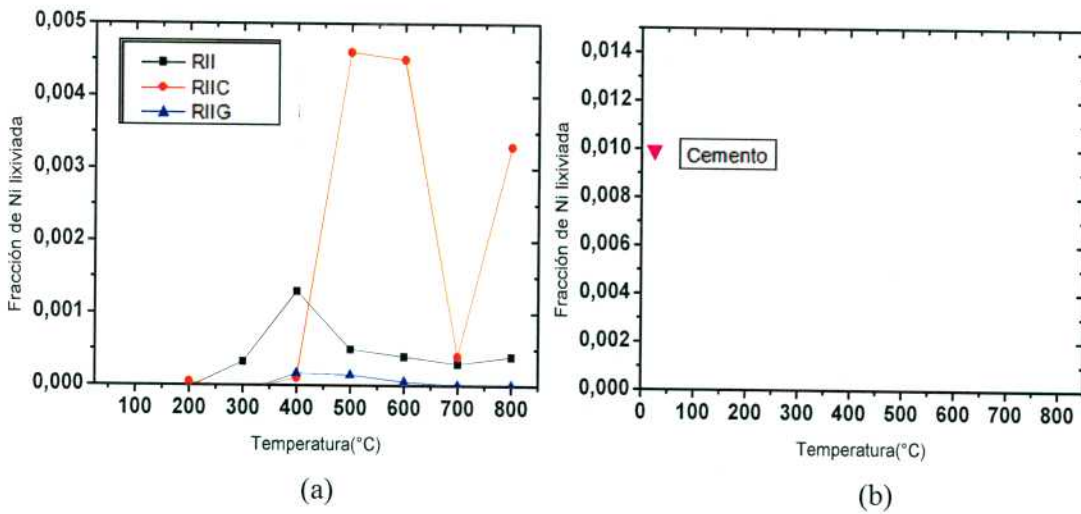 0,005
0,004
0,003
0,002
0,001
0,000
Fracción de Ni lixiviada
RII
RIIC
RIIG
100 200 300 400 500 600 700 800
Temperatura(°C)
(a)
0,014
0,012
0,010
0,008
0,006
0,004
0,002
0,000
Fracción de Ni lixiviada
Cemento
0 100 200 300 400 500 600 700 800
Temperatura(°C)
(b)